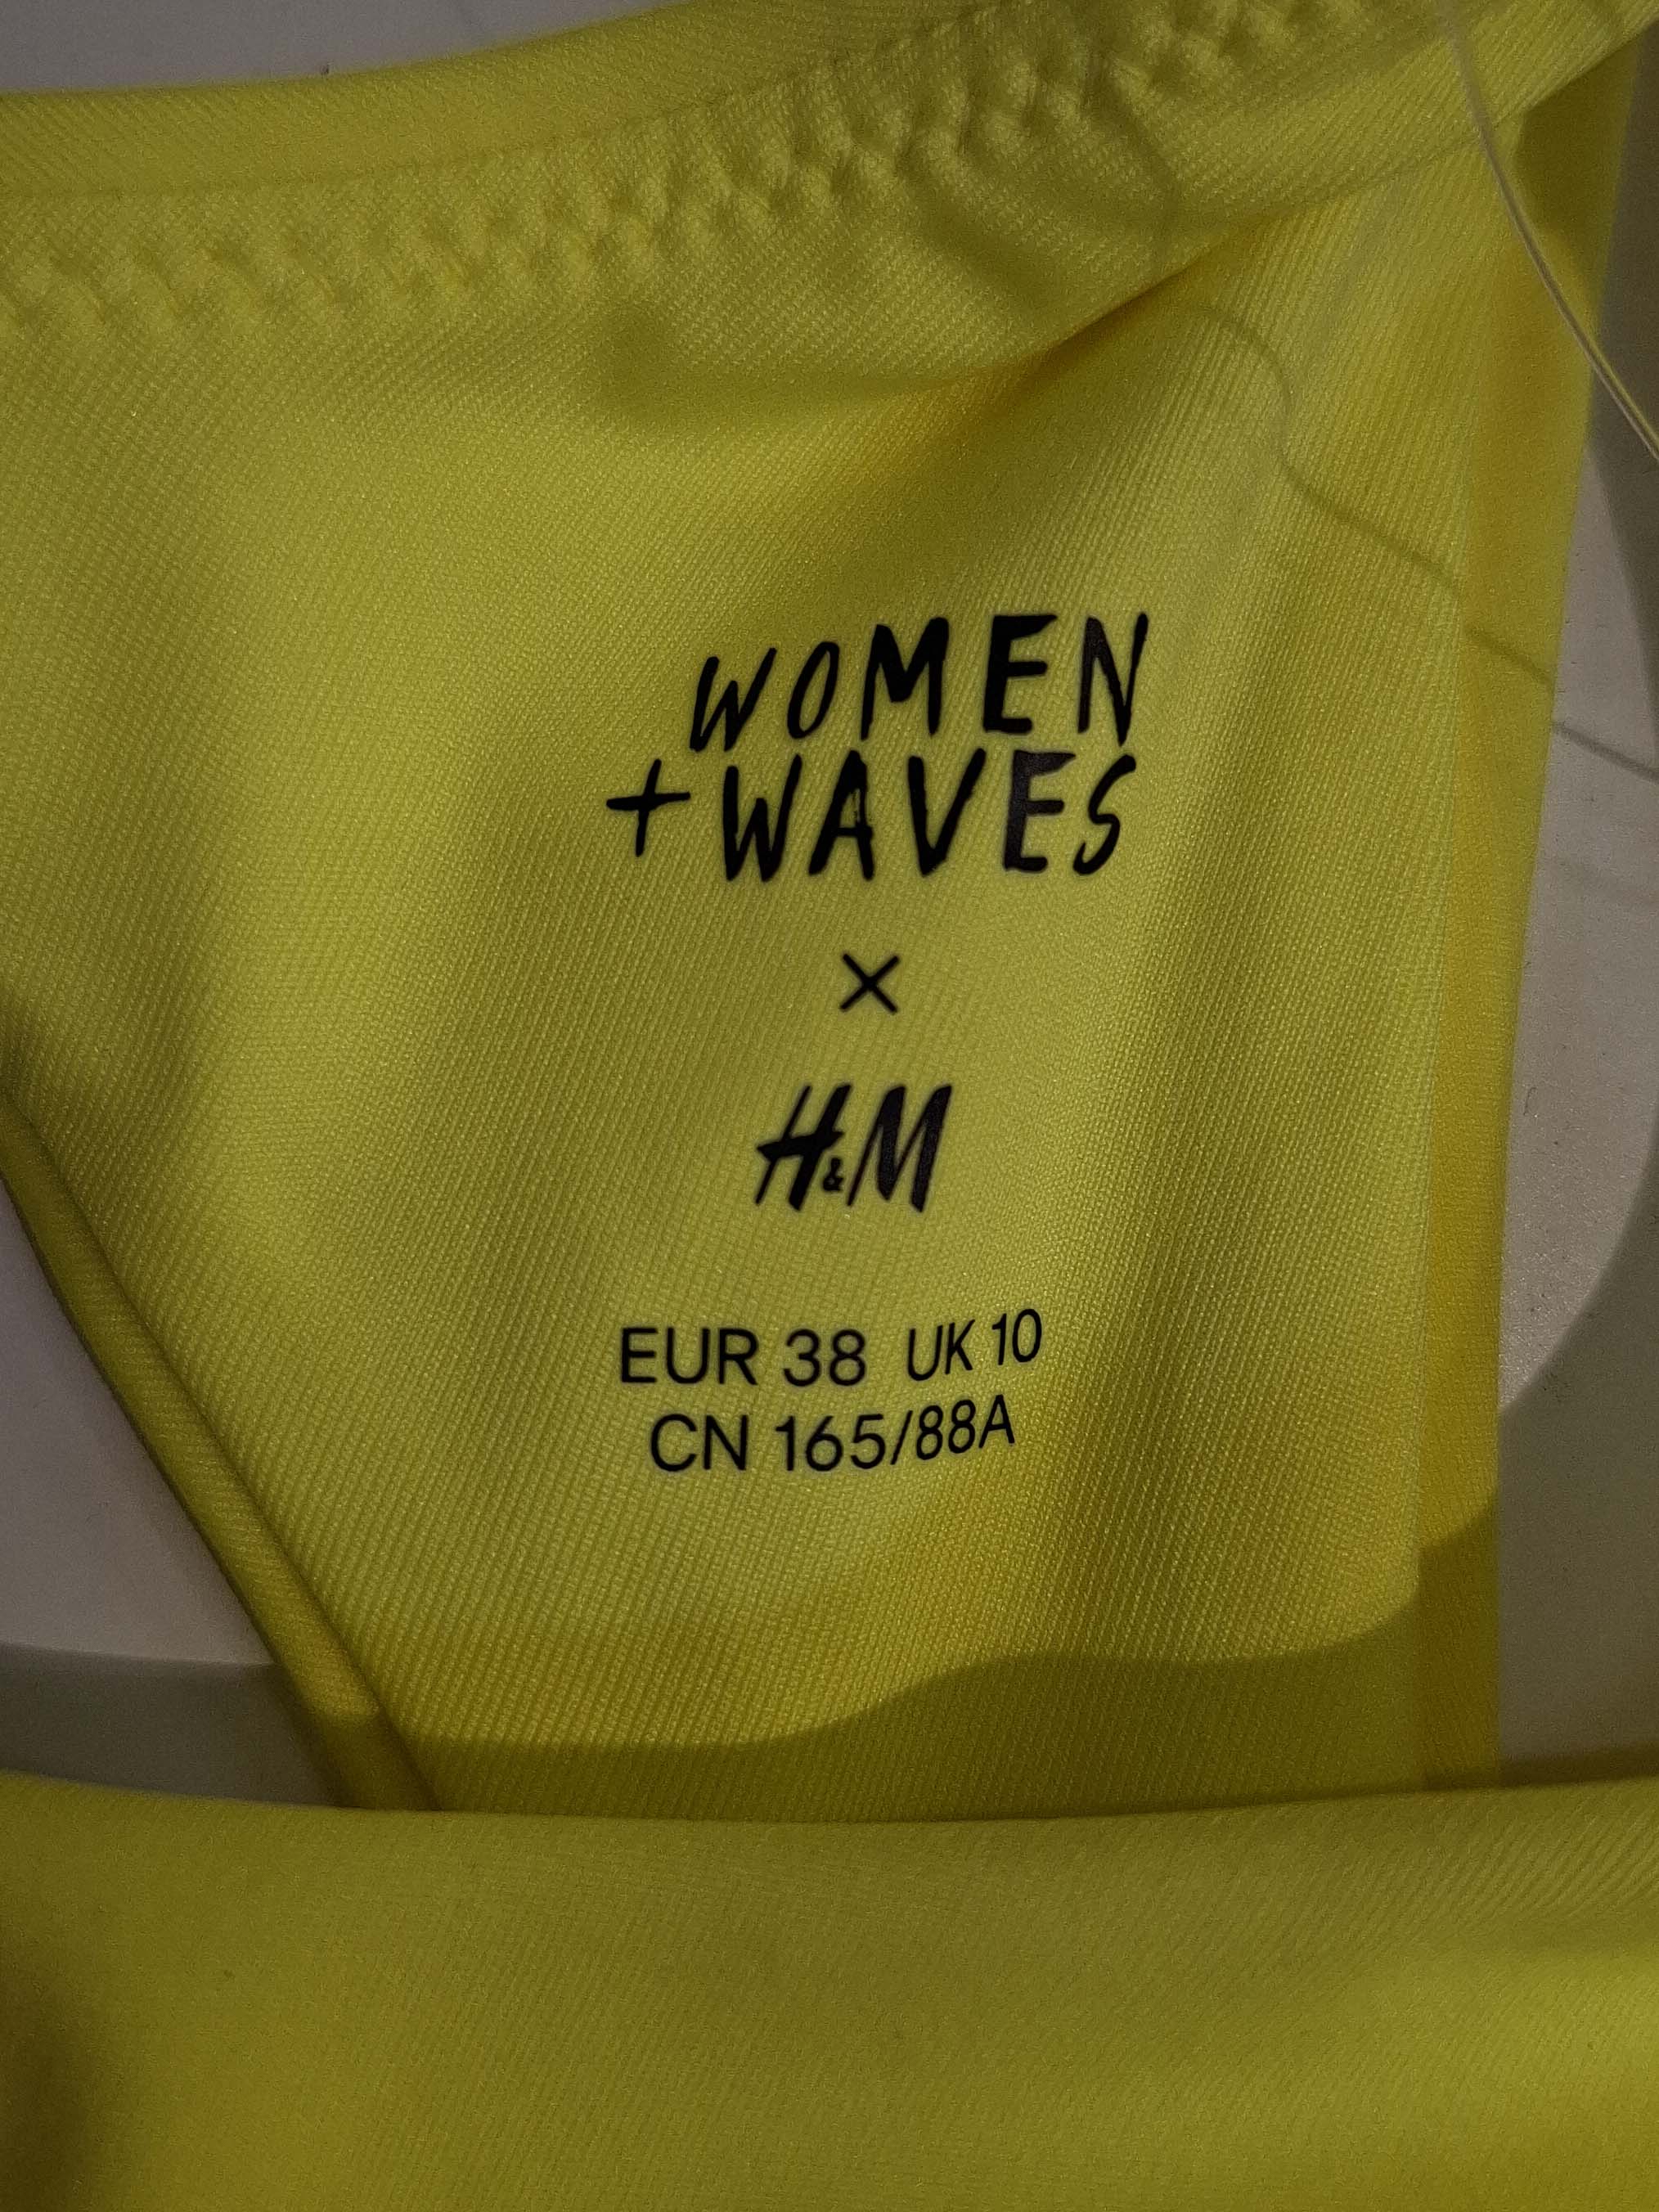 WOMEN
+WAVES
×
H&M
EUR 38 UK 10
CN 165/88A